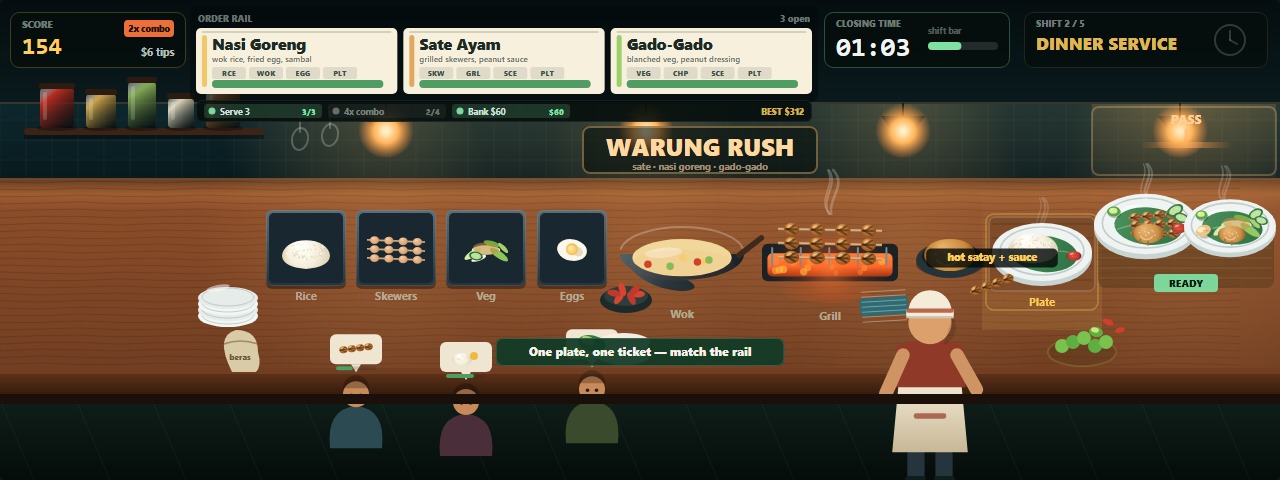 SCORE
154
2x combo
$6 tips
ORDER RAIL
3 open
Nasi Goreng
wok rice, fried egg, sambal
RCE WOK EGG PLT
Sate Ayam
grilled skewers, peanut sauce
SKW GRL SCE PLT
Gado-Gado
blanched veg, peanut dressing
VEG CHP SCE PLT
Serve 3 3/3
4x combo 2/4
Bank $60 $60
BEST $312
CLOSING TIME
01:03
shift bar
SHIFT 2 / 5
DINNER SERVICE
PASS
WARUNG RUSH
sate · nasi goreng · gado-gado
Rice
Skewers
Veg
Eggs
Wok
Grill
hot satay + sauce
Plate
READY
beras
One plate, one ticket — match the rail